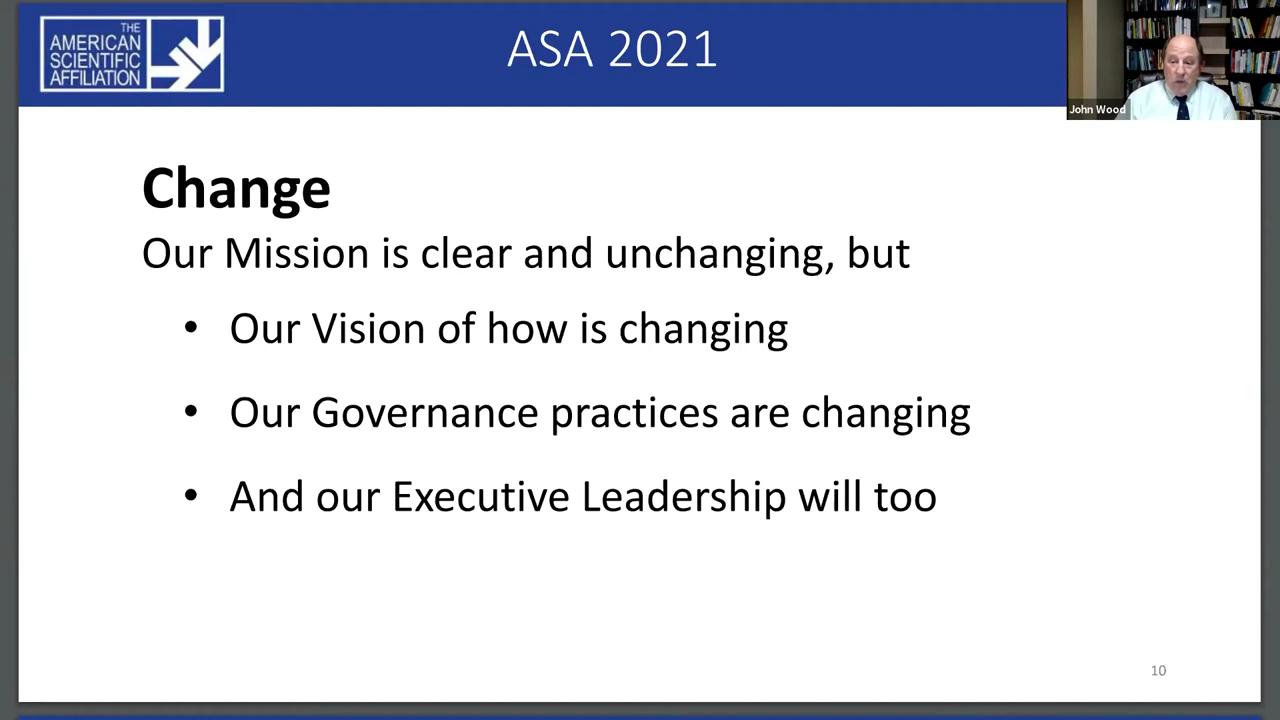 THE
AMERICAN
SCIENTIFIC
AFFILIATION
ASA 2021
John Wood
Change
Our Mission is clear and unchanging, but
• Our Vision of how is changing
• Our Governance practices are changing
• And our Executive Leadership will too
10